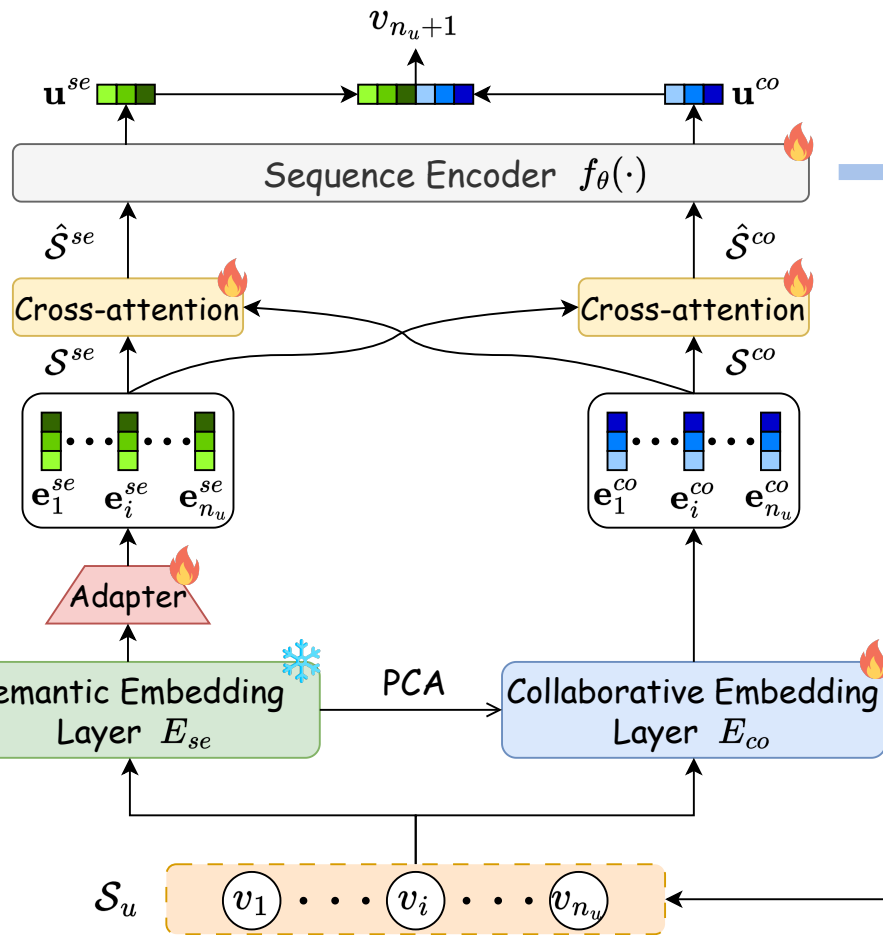 v_{n_u+1}
u^{se} u^{co}
Sequence Encoder f_θ(·)
Ŝ^{se} Ŝ^{co}
Cross-attention Cross-attention
S^{se} S^{co}
e_1^{se} e_i^{se} e_{n_u}^{se} e_1^{co} e_i^{co} e_{n_u}^{co}
Adapter
emantic Embedding
Layer E_{se}
PCA
Collaborative Embedding
Layer E_{co}
S_u v_1 · · · v_i · · · v_{n_u}